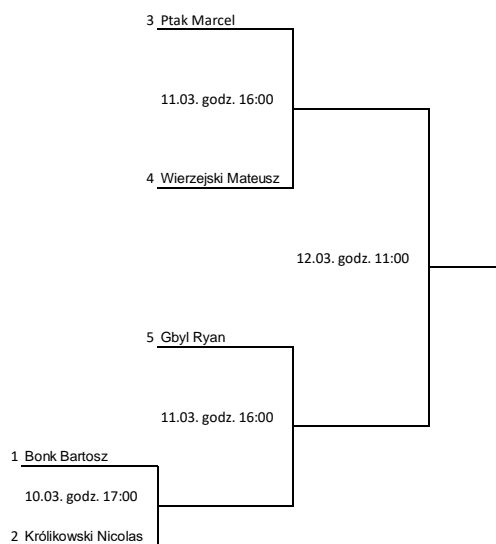 3 Ptak Marcel
11.03. godz. 16:00
4 Wierzejski Mateusz
12.03. godz. 11:00
5 Gbyl Ryan
11.03. godz. 16:00
1 Bonk Bartosz
10.03. godz. 17:00
2 Królikowski Nicolas